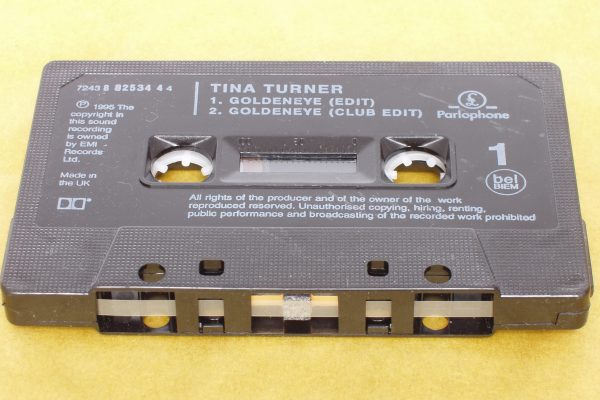 7243 8 82534 4 4
TINA TURNER
1. GOLDENEYE (EDIT)
2. GOLDENEYE (CLUB EDIT)
Parlophone
Ⓟ 1995 The
copyright in
this sound
recording
is owned
by EMI
Records
Ltd.
Made in
the UK
1
bel
BIEM
All rights of the producer and of the owner of the work
reproduced reserved. Unauthorised copying, hiring, renting,
public performance and broadcasting of the recorded work prohibited